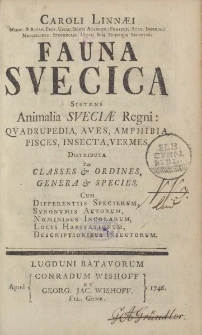 CAROLI LINNÆI
FAUNA
SVECICA
SISTENS
Animalia SVECIÆ Regni:
QVADRUPEDIA, AVES, AMPHIBIA,
PISCES, INSECTA, VERMES,
DISTRIBUTA
Per
CLASSES & ORDINES,
GENERA & SPECIES,
CUM
DIFFERENTIIS SPECIERUM,
SYNONYMIS AUTORUM,
NOMINIBUS INCOLARUM,
LOCIS HABITATIONUM,
DESCRIPTIONIBUS INSECTORUM.
LUGDUNI BATAVORUM
Apud { CONRADUM WISHOFF
ET
GEORG. JAC. WISHOFF. } 1746.
FIL. CONR.